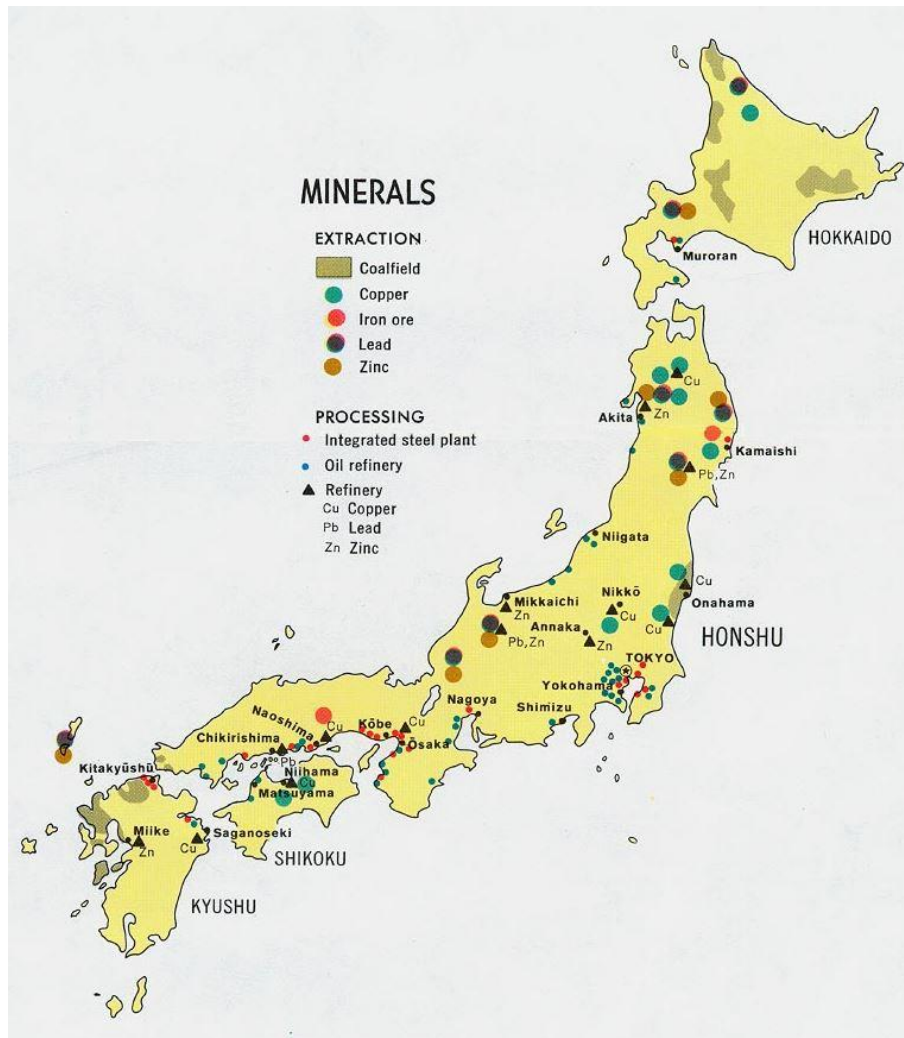 MINERALS
EXTRACTION
Coalfield
Copper
Iron ore
Lead
Zinc
PROCESSING
Integrated steel plant
Oil refinery
Refinery
Cu Copper
Pb Lead
Zn Zinc
HOKKAIDO
Muroran
Cu
Zn
Akita
Kamaishi
Pb,Zn
Niigata
Cu
Onahama
Nikkō
Cu
Cu
Mikkaichi
Zn
Annaka
Pb,Zn
Zn
HONSHU
TOKYO
Yokohama
Nagoya
Shimizu
Naoshima
Kōbe
Cu
Cu
Chikirishima
Ōsaka
Pb
Kitakyūshū
Niihama
Cu
Matsuyama
Miike
Zn
Saganoseki
Cu
SHIKOKU
KYUSHU